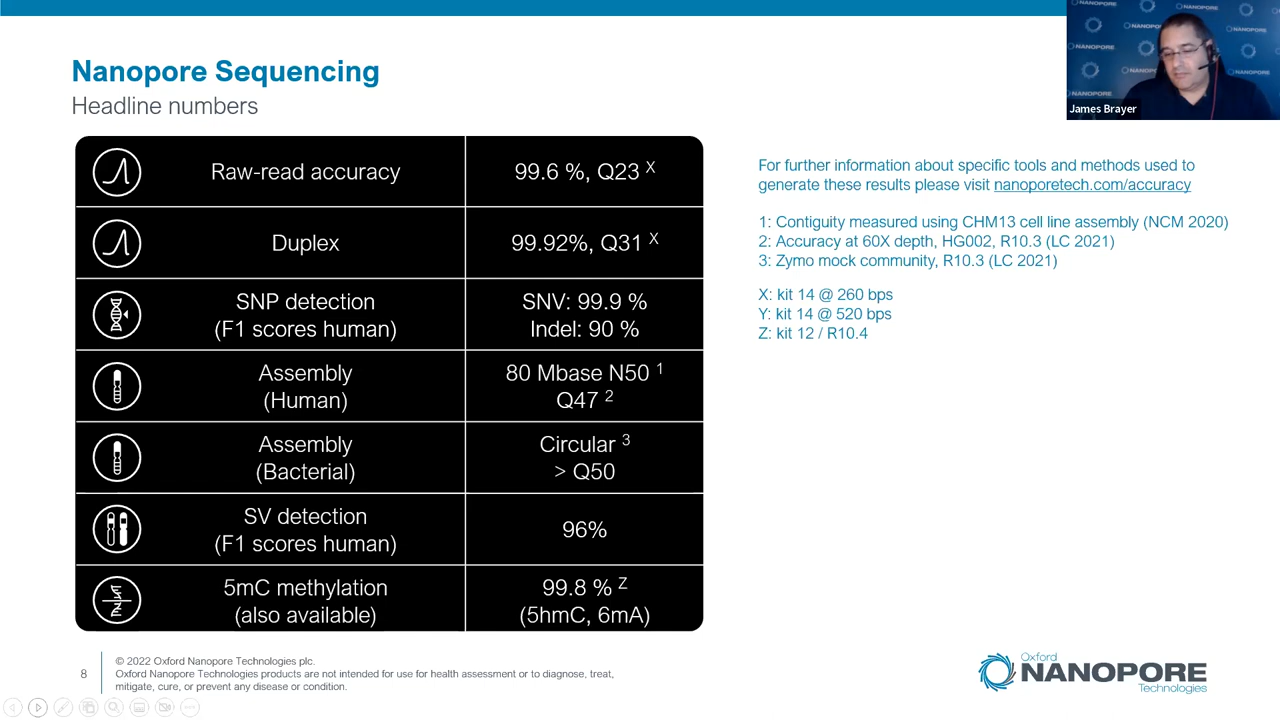 Nanopore Sequencing
Headline numbers
Raw-read accuracy
99.6 %, Q23 X
Duplex
99.92%, Q31 X
SNP detection
(F1 scores human)
SNV: 99.9 %
Indel: 90 %
Assembly
(Human)
80 Mbase N50 1
Q47 2
Assembly
(Bacterial)
Circular 3
> Q50
SV detection
(F1 scores human)
96%
5mC methylation
(also available)
99.8 % Z
(5hmC, 6mA)
For further information about specific tools and methods used to
generate these results please visit nanoporetech.com/accuracy
1: Contiguity measured using CHM13 cell line assembly (NCM 2020)
2: Accuracy at 60X depth, HG002, R10.3 (LC 2021)
3: Zymo mock community, R10.3 (LC 2021)
X: kit 14 @ 260 bps
Y: kit 14 @ 520 bps
Z: kit 12 / R10.4
NANOPORE
NANOPORE
NANOPORE
NANOPORE
James Brayer
8
© 2022 Oxford Nanopore Technologies plc.
Oxford Nanopore Technologies products are not intended for use for health assessment or to diagnose, treat,
mitigate, cure, or prevent any disease or condition.
Oxford
NANOPORE
Technologies